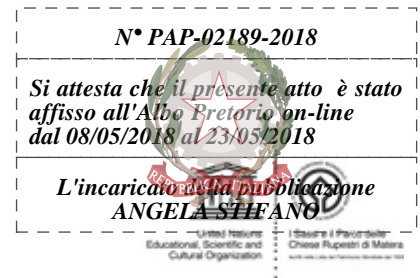 N° PAP-02189-2018
Si attesta che il presente atto è stato
affisso all'Albo Pretorio on-line
dal 08/05/2018 al 23/05/2018
L'incaricato della pubblicazione
ANGELA STIFANO
REPVBBLICA ITALIANA
United Nations
Educational, Scientific and
Cultural Organization
I Sassi e il Parco delle
Chiese Rupestri di Matera